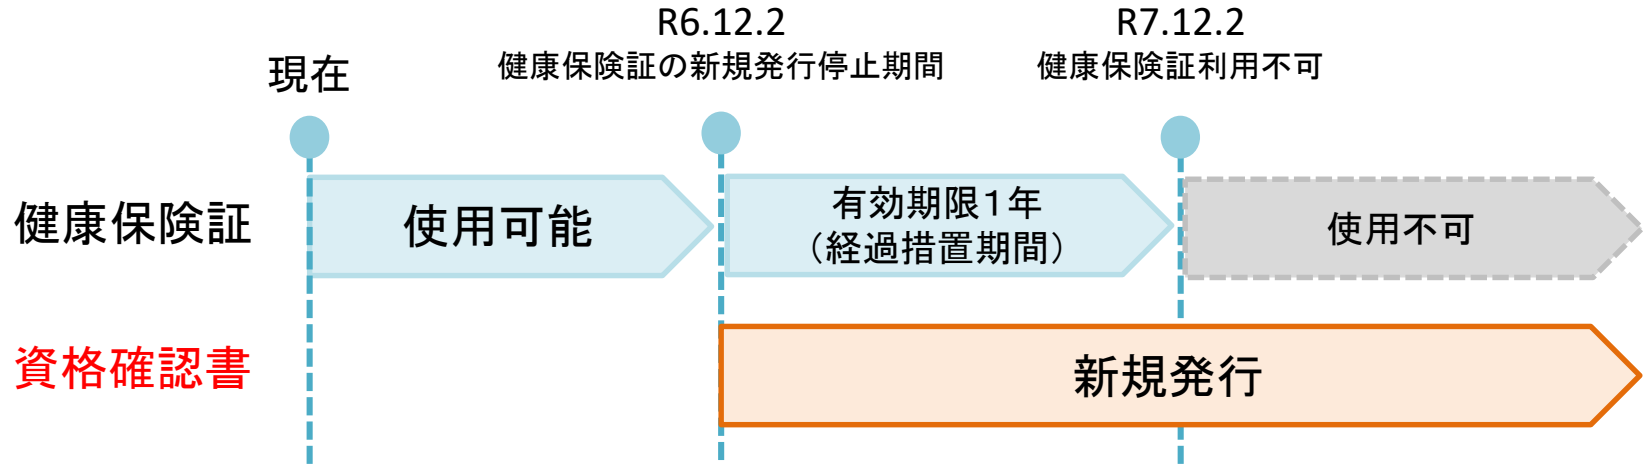 現在
R6.12.2
健康保険証の新規発行停止期間
R7.12.2
健康保険証利用不可
健康保険証
使用可能
有効期限1年
（経過措置期間）
使用不可
資格確認書
新規発行